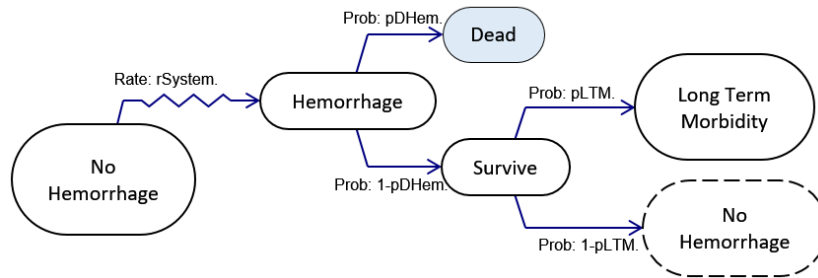 Prob: pDHem.
Dead
Rate: rSystem.
Hemorrhage
Prob: pLTM.
Long Term
Morbidity
No
Hemorrhage
Prob: 1-pDHem.
Survive
Prob: 1-pLTM.
No
Hemorrhage